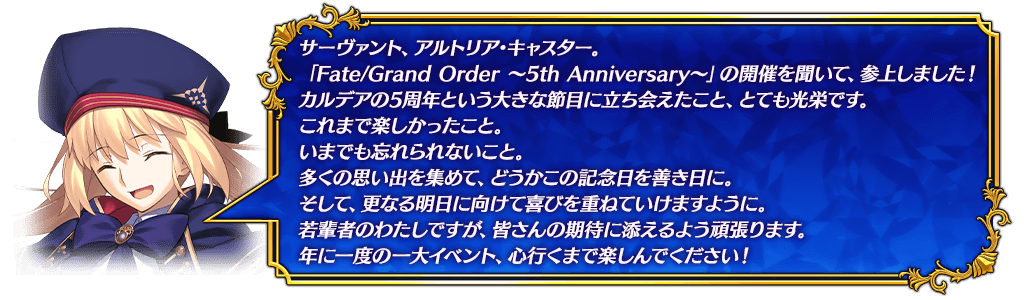 サーヴァント、アルトリア・キャスター。
「Fate/Grand Order ～5th Anniversary～」の開催を聞いて、参上しました！
カルデアの5周年という大きな節目に立ち会えたこと、とても光栄です。
これまで楽しかったこと。
いまでも忘れられないこと。
多くの思い出を集めて、どうかこの記念日を善き日に。
そして、更なる明日に向けて喜びを重ねていけますように。
若輩者のわたしですが、皆さんの期待に添えるよう頑張ります。
年に一度の一大イベント、心行くまで楽しんでください！